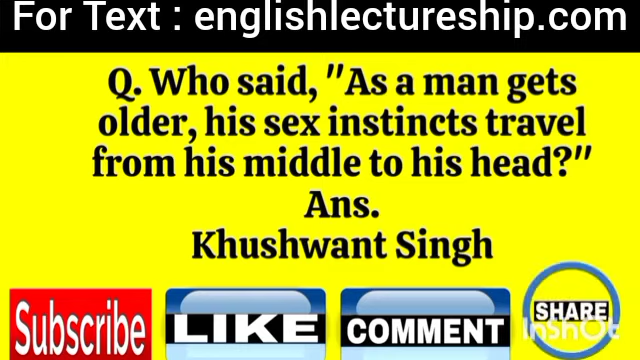 For Text : englishlectureship.com
Q. Who said, "As a man gets
older, his sex instincts travel
from his middle to his head?"
Ans.
Khushwant Singh
Subscribe
LIKE
COMMENT
SHARE
InShOt